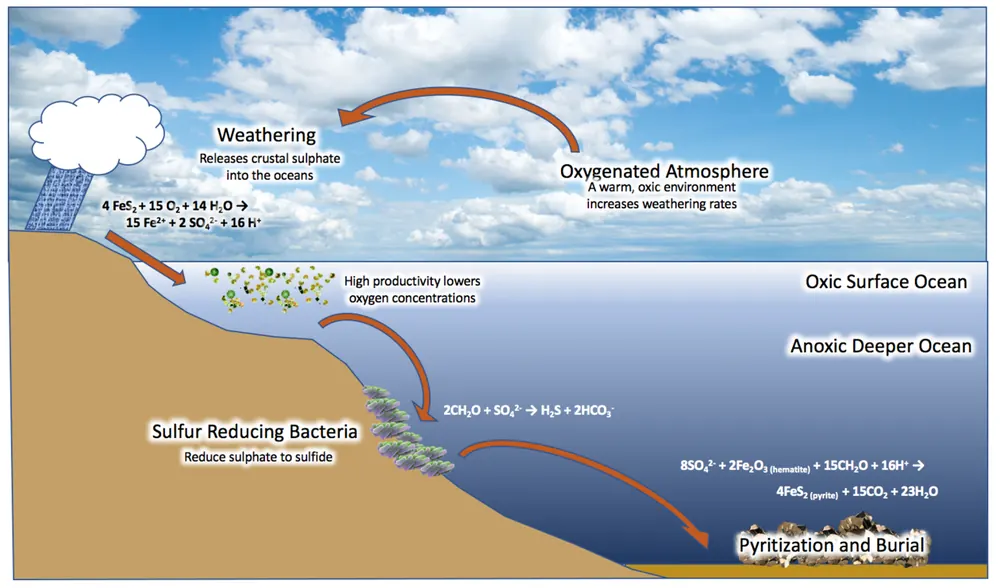 Weathering
Releases crustal sulphate
into the oceans
Oxygenated Atmosphere
A warm, oxic environment
increases weathering rates
4 FeS₂ + 15 O₂ + 14 H₂O →
15 Fe²⁺ + 2 SO₄²⁻ + 16 H⁺
High productivity lowers
oxygen concentrations
Oxic Surface Ocean
Anoxic Deeper Ocean
2CH₂O + SO₄²⁻ → H₂S + 2HCO₃⁻
Sulfur Reducing Bacteria
Reduce sulphate to sulfide
8SO₄²⁻ + 2Fe₂O₃ (hematite) + 15CH₂O + 16H⁺ →
4FeS₂ (pyrite) + 15CO₂ + 23H₂O
Pyritization and Burial